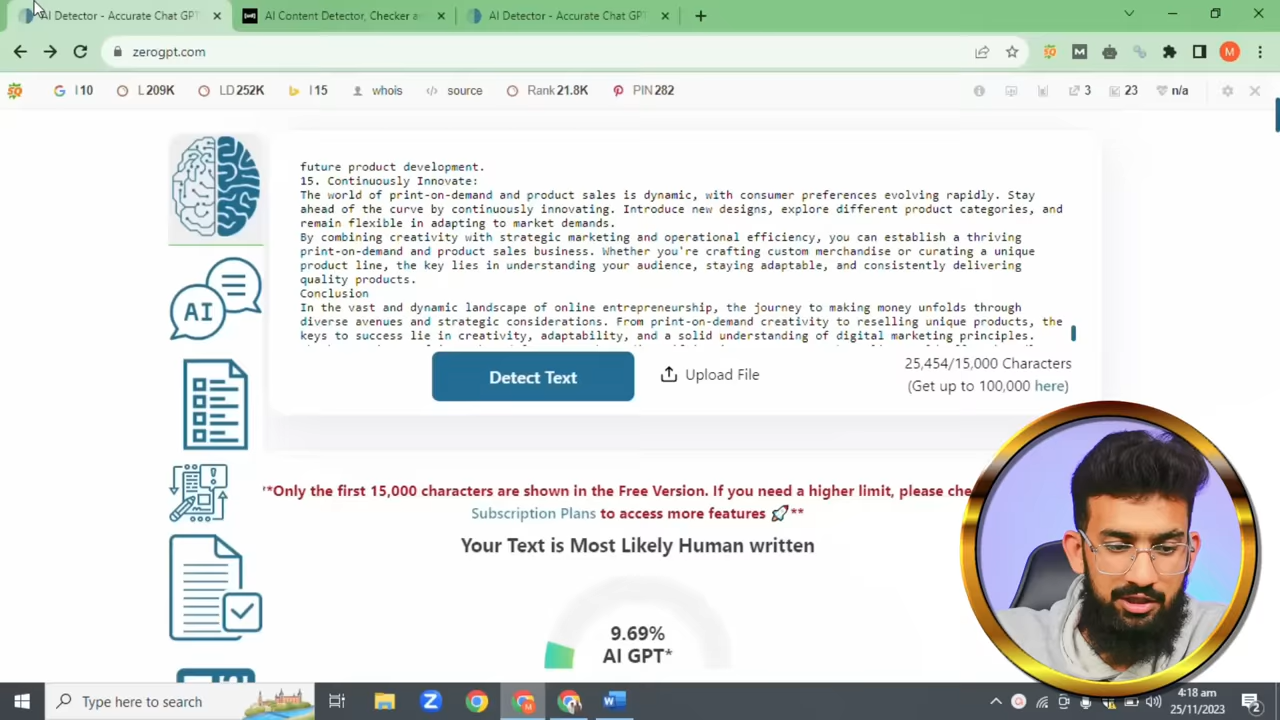 AI Detector - Accurate Chat GPT
AI Content Detector, Checker a
AI Detector - Accurate Chat GPT
zerogpt.com
M
SQ
I 10
L 209K
LD 252K
I 15
whois
source
Rank 21.8K
PIN 282
3
23
n/a
future product development.
15. Continuously Innovate:
The world of print-on-demand and product sales is dynamic, with consumer preferences evolving rapidly. Stay
ahead of the curve by continuously innovating. Introduce new designs, explore different product categories, and
remain flexible in adapting to market demands.
By combining creativity with strategic marketing and operational efficiency, you can establish a thriving
print-on-demand and product sales business. Whether you're crafting custom merchandise or curating a unique
product line, the key lies in understanding your audience, staying adaptable, and consistently delivering
quality products.
Conclusion
In the vast and dynamic landscape of online entrepreneurship, the journey to making money unfolds through
diverse avenues and strategic considerations. From print-on-demand creativity to reselling unique products, the
keys to success lie in creativity, adaptability, and a solid understanding of digital marketing principles.
AI
Detect Text
Upload File
25,454/15,000 Characters
(Get up to 100,000 here)
**Only the first 15,000 characters are shown in the Free Version. If you need a higher limit, please
Subscription Plans to access more features 🚀**
Your Text is Most Likely Human written
9.69%
AI GPT*
Type here to search
4:18 am
25/11/2023
2